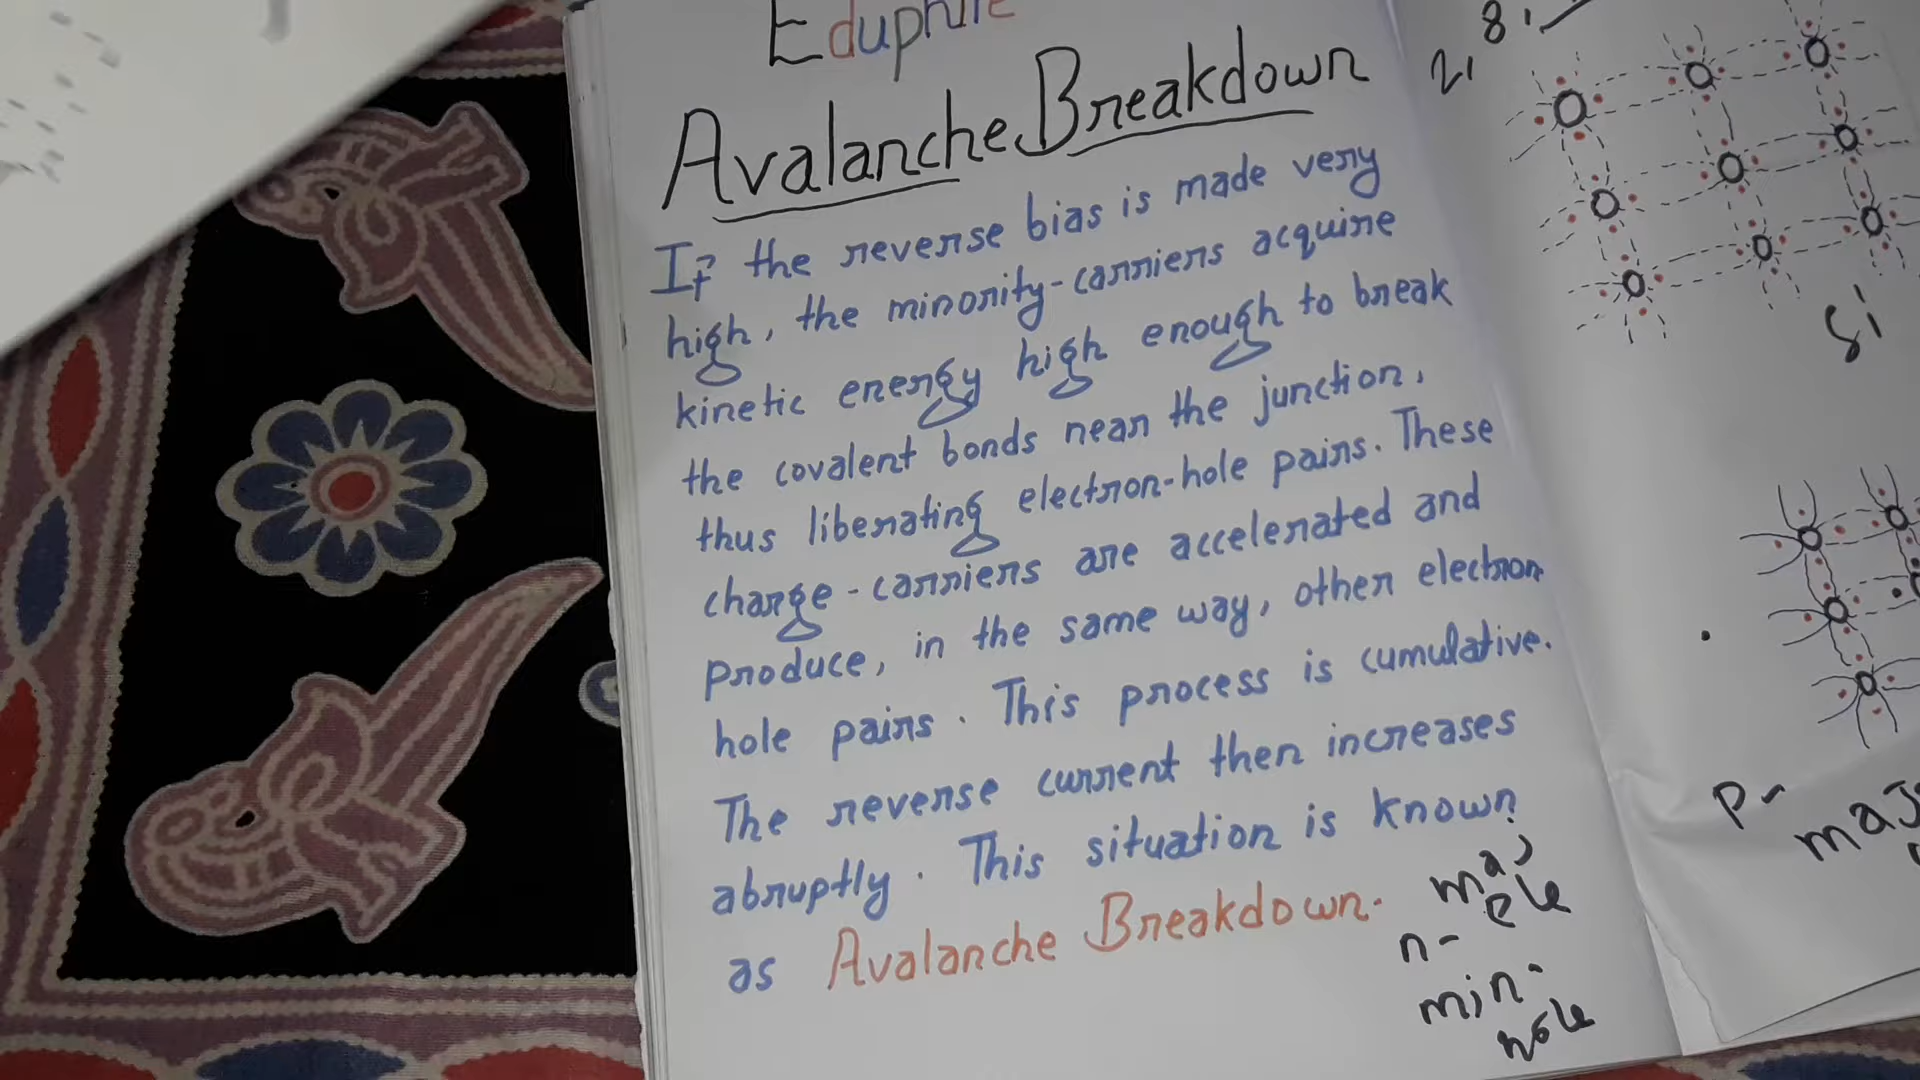 Eduphile
Avalanche Breakdown
If the reverse bias is made very
high, the minority-carriers acquire
kinetic energy high enough to break
the covalent bonds near the junction,
thus liberating electron-hole pairs. These
charge-carriers are accelerated and
produce, in the same way, other electron
hole pairs. This process is cumulative.
The reverse current then increases
abruptly. This situation is known
as Avalanche Breakdown.
maj
ele
n-
min-
hole
2,8,
Si
P-